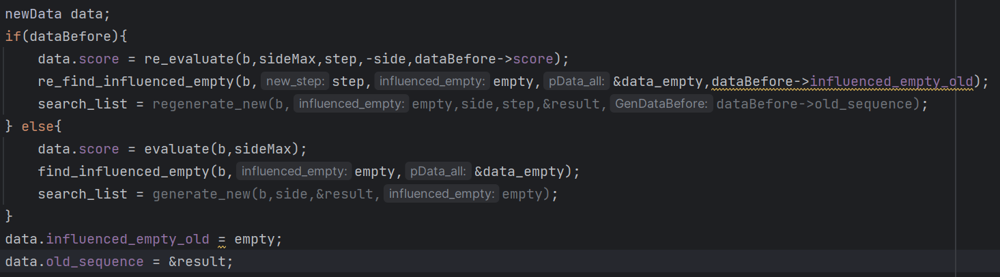 newData data;
if(dataBefore){
    data.score = re_evaluate(b,sideMax,step,-side,dataBefore->score);
    re_find_influenced_empty(b, new_step: step, influenced_empty: empty, pData_all: &data_empty,dataBefore->influenced_empty_old);
    search_list = regenerate_new(b, influenced_empty: empty,side,step,&result, GenDataBefore: dataBefore->old_sequence);
} else{
    data.score = evaluate(b,sideMax);
    find_influenced_empty(b, influenced_empty: empty, pData_all: &data_empty);
    search_list = generate_new(b,side,&result, influenced_empty: empty);
}
data.influenced_empty_old = empty;
data.old_sequence = &result;